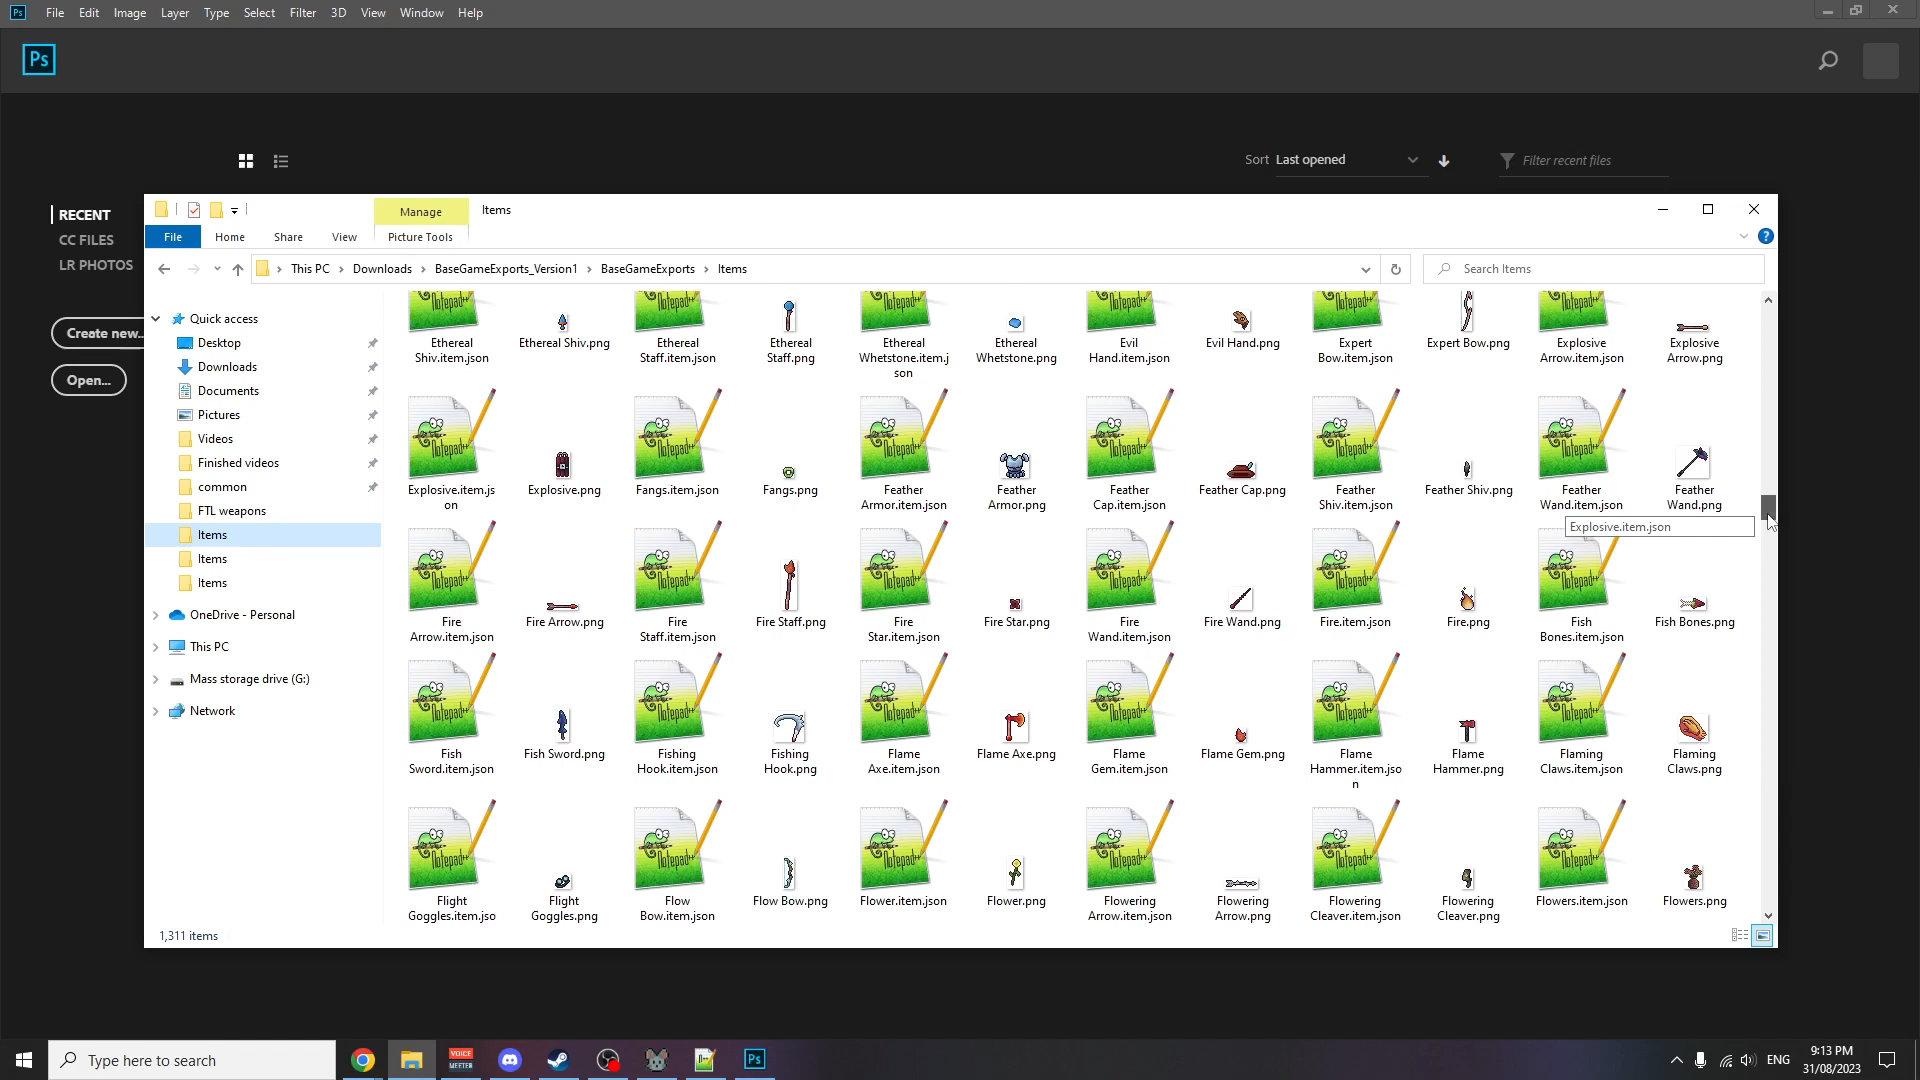 Ps File Edit Image Layer Type Select Filter 3D View Window Help
Ps
Sort Last opened
Filter recent files
RECENT
CC FILES
LR PHOTOS
Create new..
Open...
Manage Items
File Home Share View Picture Tools
This PC Downloads BaseGameExports_Version1 BaseGameExports Items
Search Items
Quick access
Desktop
Downloads
Documents
Pictures
Videos
Finished videos
common
FTL weapons
Items
Items
Items
OneDrive - Personal
This PC
Mass storage drive (G:)
Network
Ethereal
Shiv.item.json
Ethereal Shiv.png
Ethereal
Staff.item.json
Ethereal
Staff.png
Ethereal
Whetstone.item.j
son
Ethereal
Whetstone.png
Evil
Hand.item.json
Evil Hand.png
Expert
Bow.item.json
Expert Bow.png
Explosive
Arrow.item.json
Explosive
Arrow.png
Explosive.item.js
on
Explosive.png
Fangs.item.json
Fangs.png
Feather
Armor.item.json
Feather
Armor.png
Feather
Cap.item.json
Feather Cap.png
Feather
Shiv.item.json
Feather Shiv.png
Feather
Wand.item.json
Feather
Wand.png
Explosive.item.json
Fire
Arrow.item.json
Fire Arrow.png
Fire
Staff.item.json
Fire Staff.png
Fire
Star.item.json
Fire Star.png
Fire
Wand.item.json
Fire Wand.png
Fire.item.json
Fire.png
Fish
Bones.item.json
Fish Bones.png
Fish
Sword.item.json
Fish Sword.png
Fishing
Hook.item.json
Fishing
Hook.png
Flame
Axe.item.json
Flame Axe.png
Flame
Gem.item.json
Flame Gem.png
Flame
Hammer.item.jso
n
Flame
Hammer.png
Flaming
Claws.item.json
Flaming
Claws.png
Flight
Goggles.item.jso
Flight
Goggles.png
Flow
Bow.item.json
Flow Bow.png
Flower.item.json
Flower.png
Flowering
Arrow.item.json
Flowering
Arrow.png
Flowering
Cleaver.item.json
Flowering
Cleaver.png
Flowers.item.json
Flowers.png
1,311 items
Type here to search
VOICE
MEETER
Ps
ENG
9:13 PM
31/08/2023